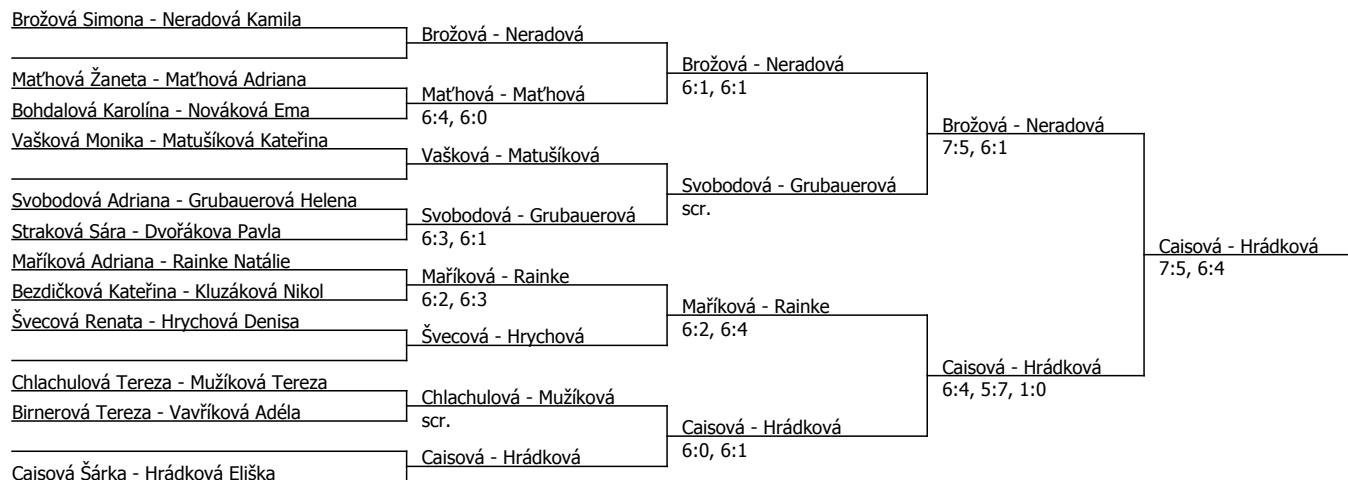 Brožová Simona - Neradová Kamila
Maťhová Žaneta - Maťhová Adriana
Bohdalová Karolína - Nováková Ema
Vašková Monika - Matušíková Kateřina
Svobodová Adriana - Grubauerová Helena
Straková Sára - Dvořákova Pavla
Maříková Adriana - Rainke Natálie
Bezdičková Kateřina - Kluzáková Nikol
Švecová Renata - Hrychová Denisa
Chlachulová Tereza - Mužíková Tereza
Birnerová Tereza - Vavříková Adéla
Caisová Šárka - Hrádková Eliška
Brožová - Neradová
Maťhová - Maťhová
6:4, 6:0
Vašková - Matušíková
Svobodová - Grubauerová
6:3, 6:1
Maříková - Rainke
6:2, 6:3
Švecová - Hrychová
Chlachulová - Mužíková
scr.
Caisová - Hrádková
Brožová - Neradová
6:1, 6:1
Svobodová - Grubauerová
scr.
Maříková - Rainke
6:2, 6:4
Caisová - Hrádková
6:0, 6:1
Brožová - Neradová
7:5, 6:1
Caisová - Hrádková
6:4, 5:7, 1:0
Caisová - Hrádková
7:5, 6:4